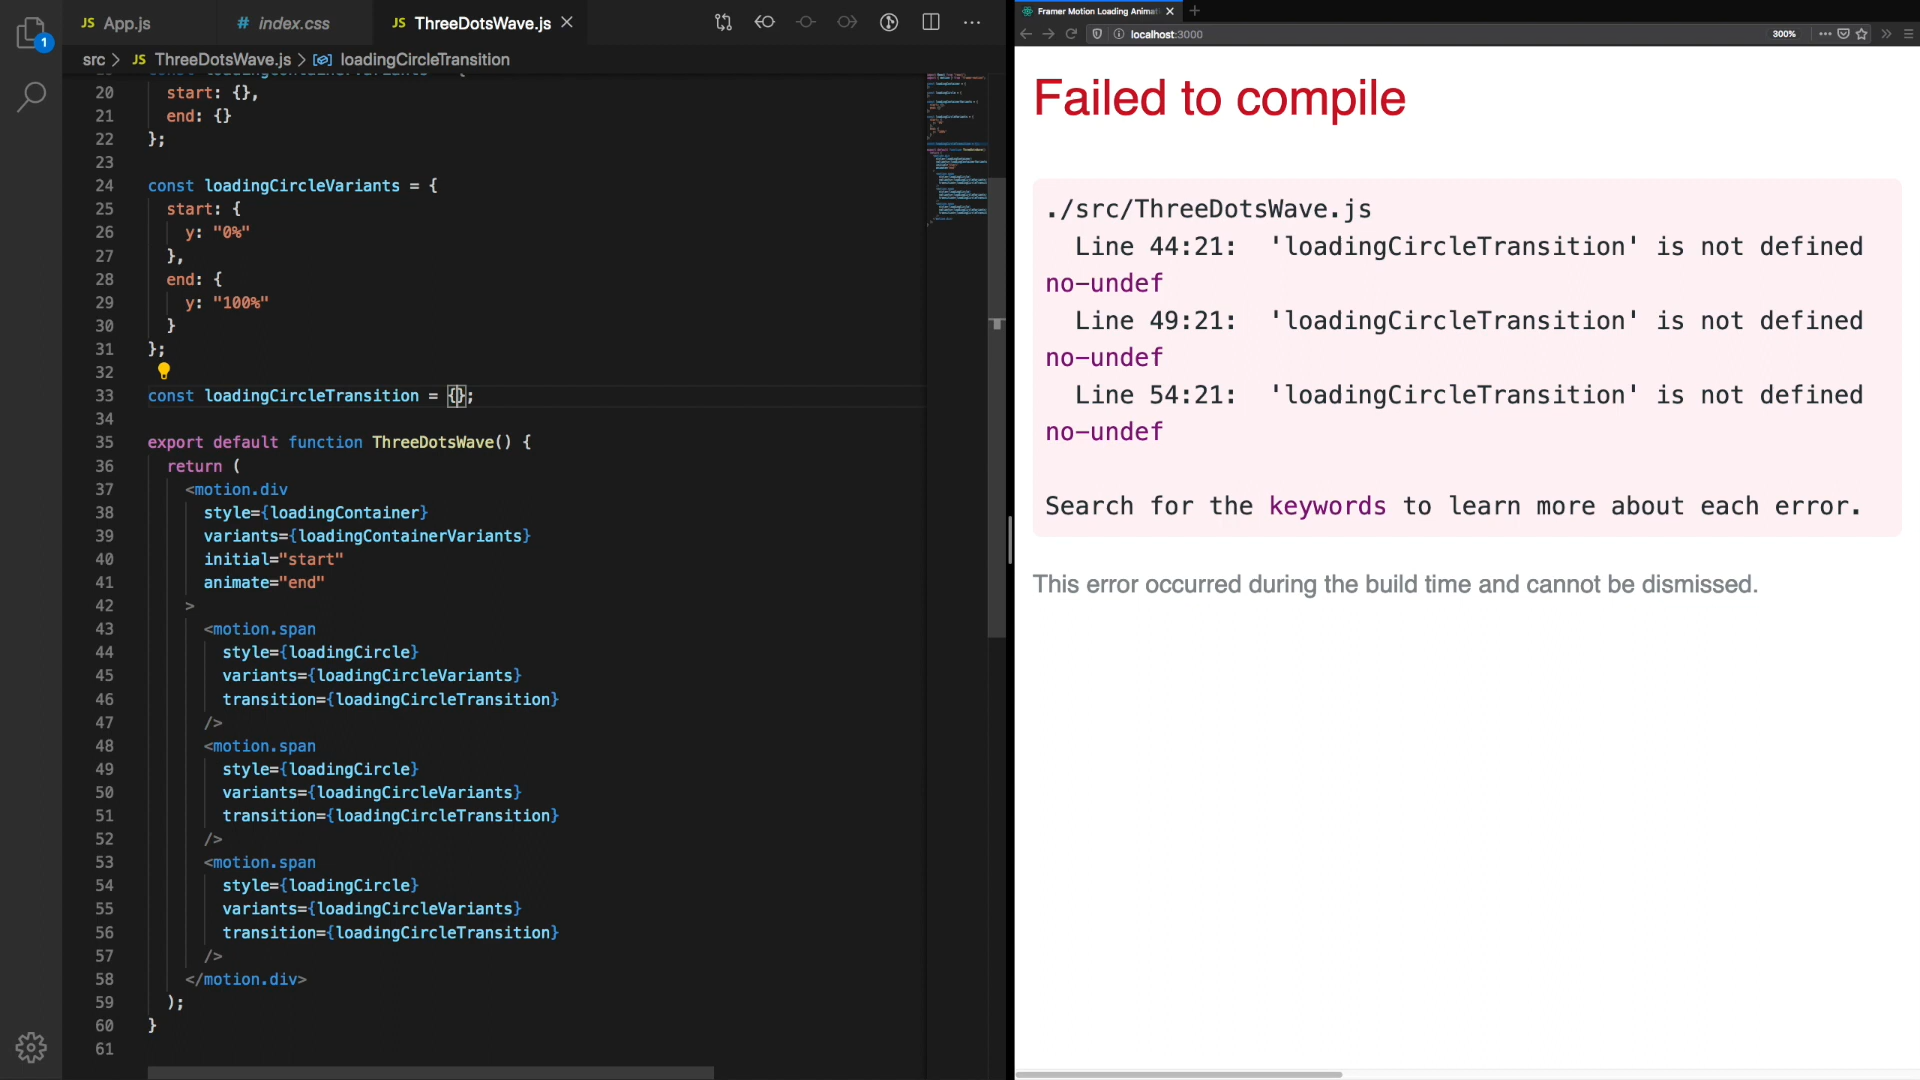 JS App.js
# index.css
JS ThreeDotsWave.js
1
src > JS ThreeDotsWave.js > loadingCircleTransition
20 start: {},
21 end: {}
22 };
23
24 const loadingCircleVariants = {
25 start: {
26 y: "0%"
27 },
28 end: {
29 y: "100%"
30 }
31 };
32
33 const loadingCircleTransition = {};
34
35 export default function ThreeDotsWave() {
36 return (
37 <motion.div
38 style={loadingContainer}
39 variants={loadingContainerVariants}
40 initial="start"
41 animate="end"
42 >
43 <motion.span
44 style={loadingCircle}
45 variants={loadingCircleVariants}
46 transition={loadingCircleTransition}
47 />
48 <motion.span
49 style={loadingCircle}
50 variants={loadingCircleVariants}
51 transition={loadingCircleTransition}
52 />
53 <motion.span
54 style={loadingCircle}
55 variants={loadingCircleVariants}
56 transition={loadingCircleTransition}
57 />
58 </motion.div>
59 );
60 }
61
Framer Motion Loading Animat
localhost:3000
300%
Failed to compile
./src/ThreeDotsWave.js
Line 44:21: 'loadingCircleTransition' is not defined
no-undef
Line 49:21: 'loadingCircleTransition' is not defined
no-undef
Line 54:21: 'loadingCircleTransition' is not defined
no-undef
Search for the keywords to learn more about each error.
This error occurred during the build time and cannot be dismissed.